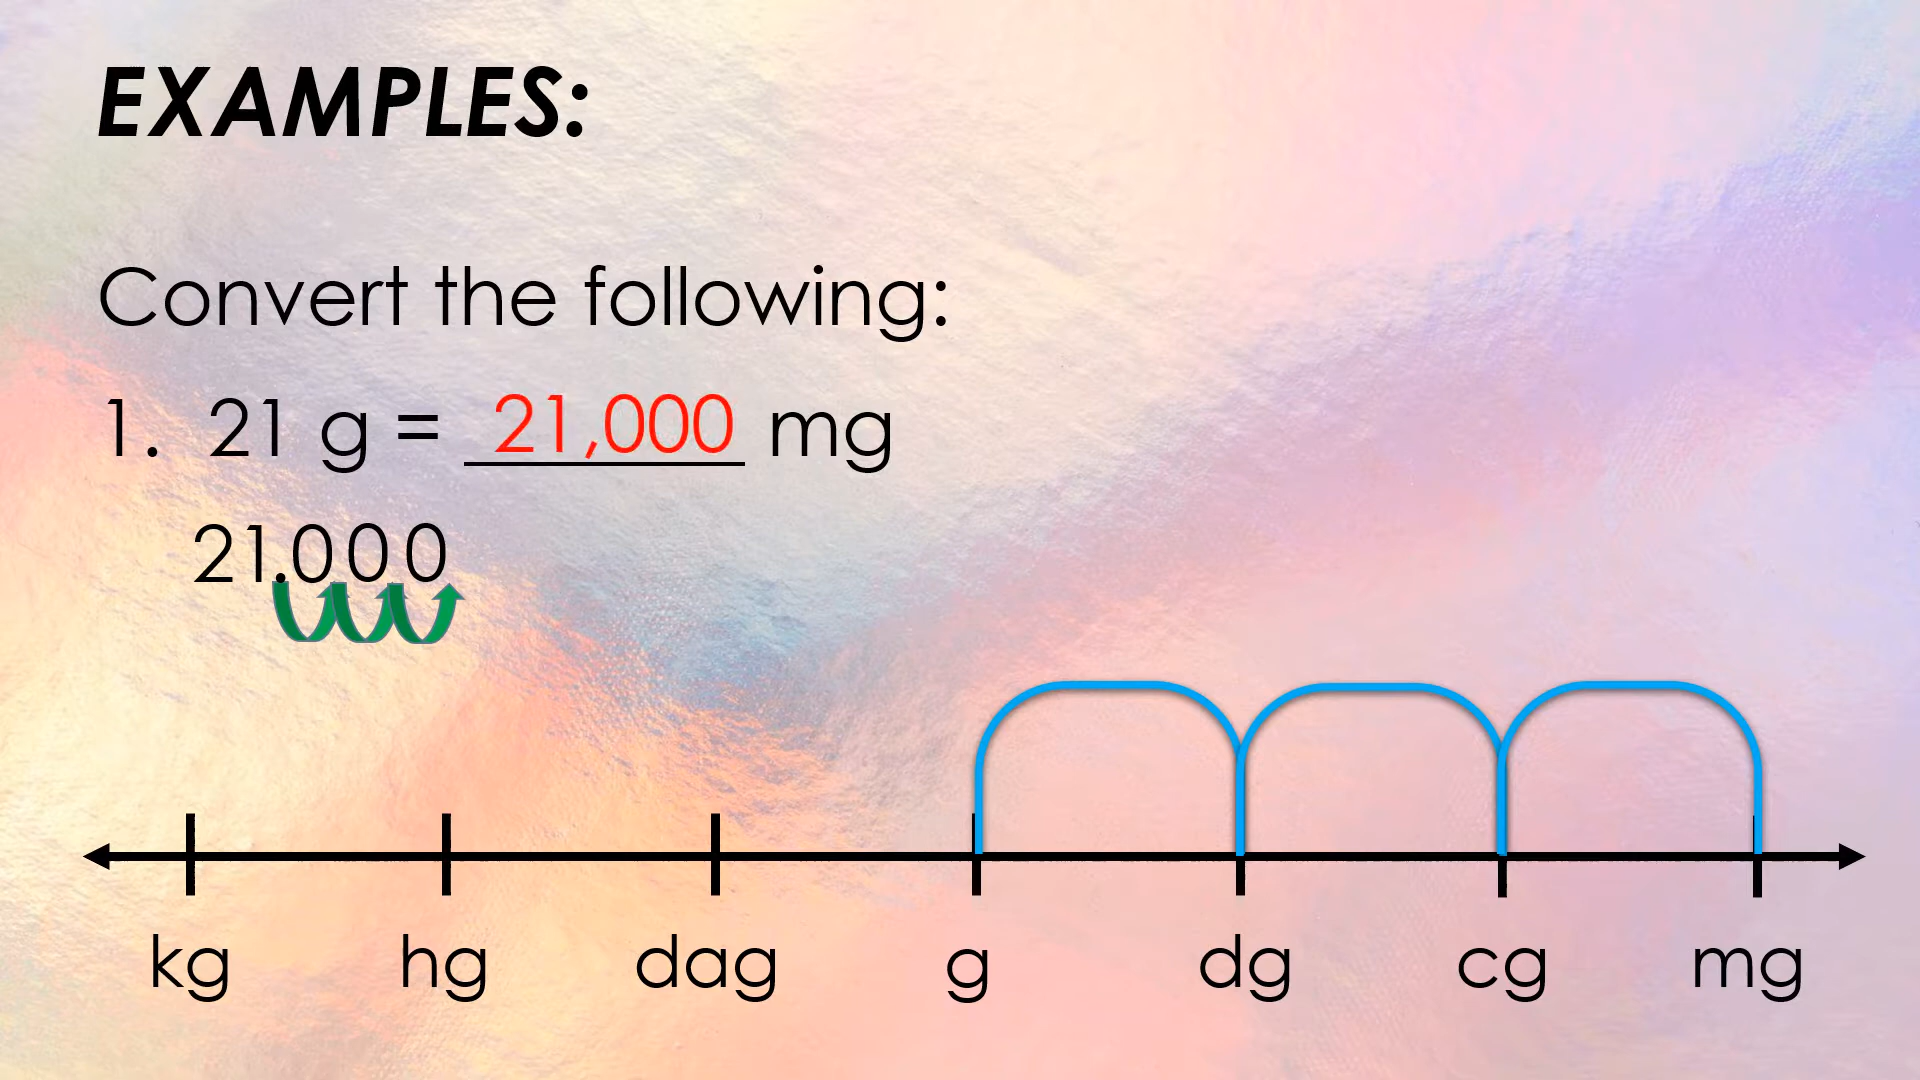 EXAMPLES:
Convert the following:
1. 21 g = 21,000 mg
21.000
kg hg dag g dg cg mg